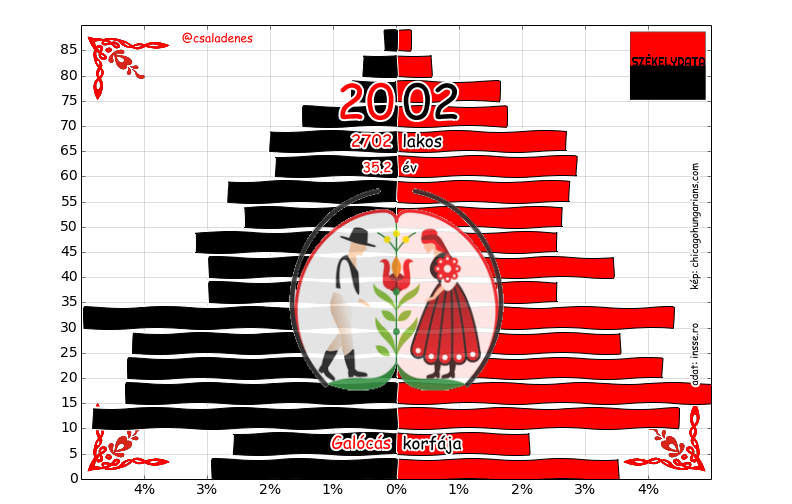 @csaladenes
SZÉKELYDATA
2002
2702 lakos
35.2 év
kép: chicagohungarians.com
adat: insse.ro
Galócás korfája
85
80
75
70
65
60
55
50
45
40
35
30
25
20
15
10
5
0
4% 3% 2% 1% 0% 1% 2% 3% 4%